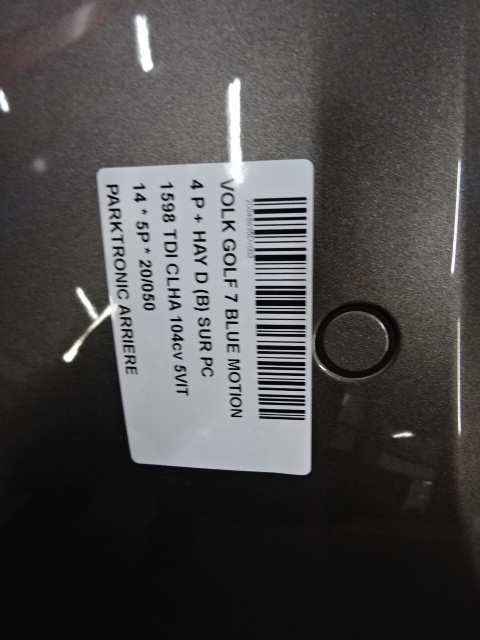 VOLK GOLF 7 BLUE MOTION
4 P + HAY D (B) SUR PC
1598 TDI CLHA 104cv 5VIT
14 * 5P * 20/050
PARKTRONIC ARRIERE